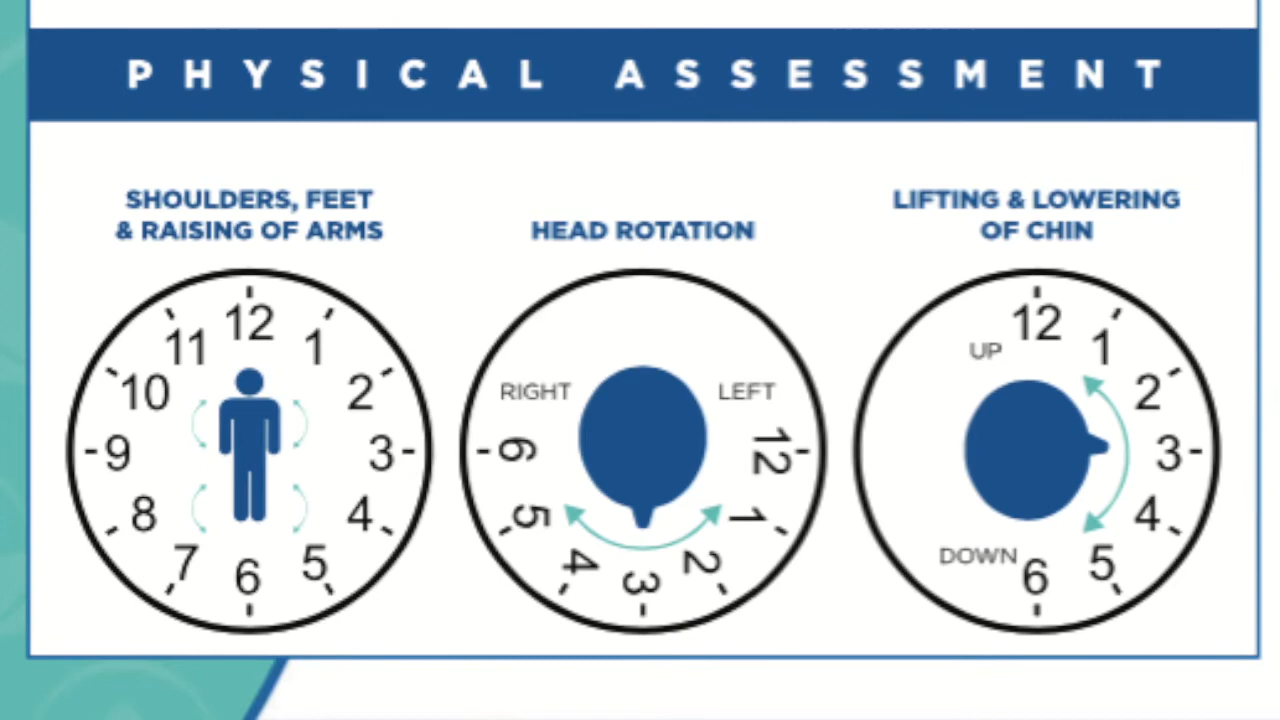 PHYSICAL ASSESSMENT
SHOULDERS, FEET
& RAISING OF ARMS
12
11
1
10
2
9
3
8
4
7
5
6
HEAD ROTATION
RIGHT
LEFT
6
12
5
1
4
2
3
LIFTING & LOWERING
OF CHIN
12
UP
1
2
3
4
DOWN
5
6